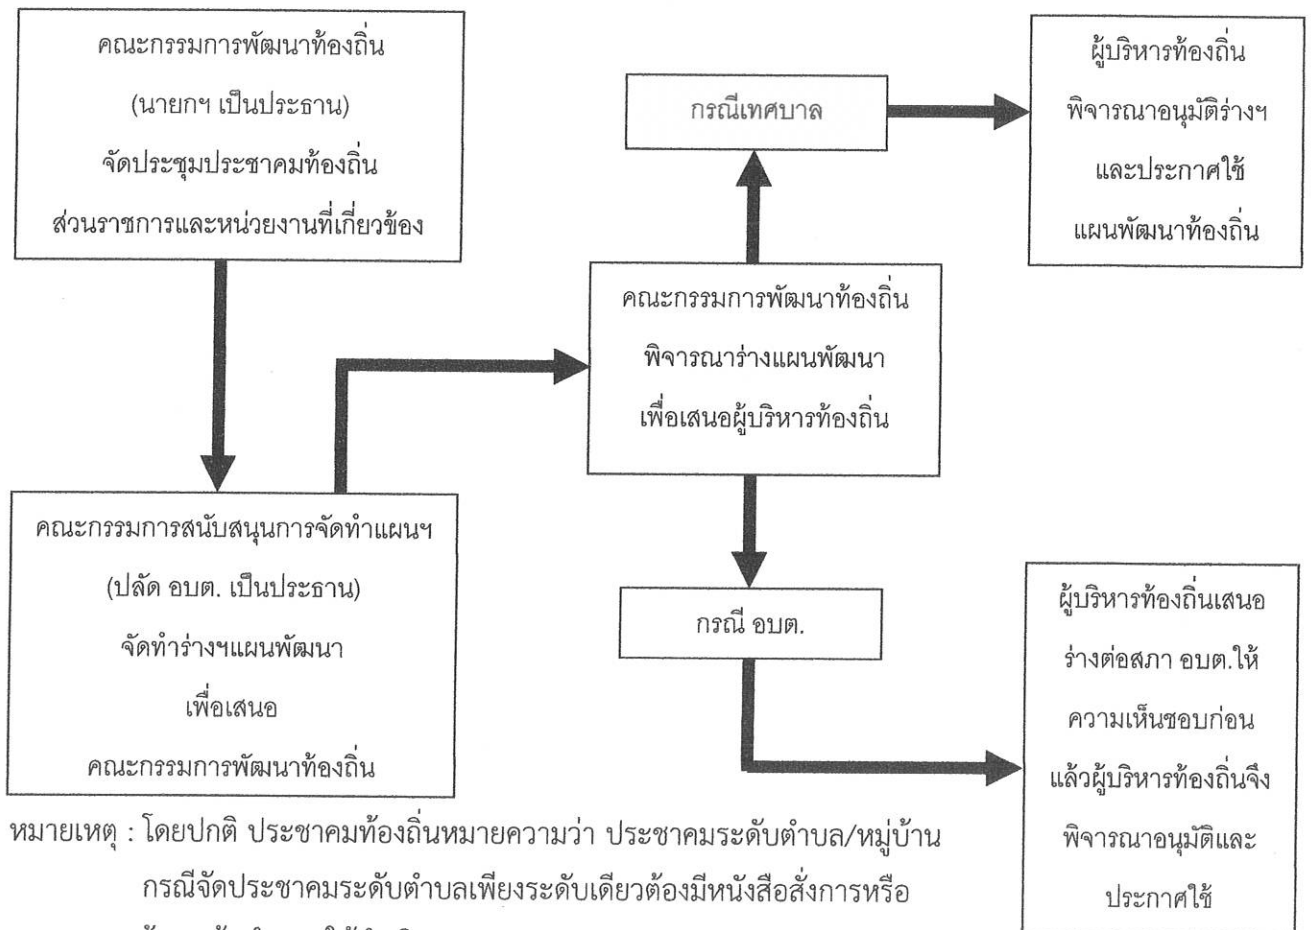 คณะกรรมการพัฒนาท้องถิ่น
(นายกฯ เป็นประธาน)
จัดประชุมประชาคมท้องถิ่น
ส่วนราชการและหน่วยงานที่เกี่ยวข้อง
คณะกรรมการสนับสนุนการจัดทำแผนฯ
(ปลัด อบต. เป็นประธาน)
จัดทำร่างฯแผนพัฒนา
เพื่อเสนอ
คณะกรรมการพัฒนาท้องถิ่น
คณะกรรมการพัฒนาท้องถิ่น
พิจารณาร่างแผนพัฒนา
เพื่อเสนอผู้บริหารท้องถิ่น
กรณีเทศบาล
ผู้บริหารท้องถิ่น
พิจารณาอนุมัติร่างฯ
และประกาศใช้
แผนพัฒนาท้องถิ่น
กรณี อบต.
ผู้บริหารท้องถิ่นเสนอ
ร่างต่อสภา อบต.ให้
ความเห็นชอบก่อน
แล้วผู้บริหารท้องถิ่นจึง
พิจารณาอนุมัติและ
ประกาศใช้
หมายเหตุ : โดยปกติ ประชาคมท้องถิ่นหมายความว่า ประชาคมระดับตำบล/หมู่บ้าน
กรณีจัดประชาคมระดับตำบลเพียงระดับเดียวต้องมีหนังสือสั่งการหรือ